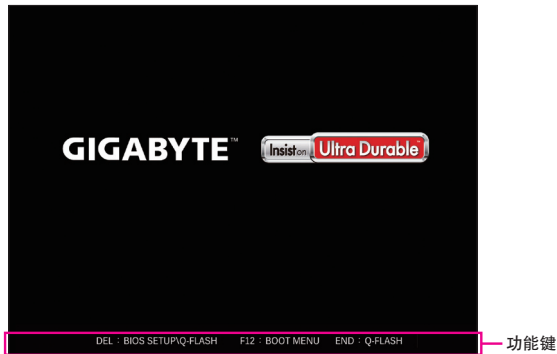 GIGABYTE™ Insist on Ultra Durable™
DEL : BIOS SETUP\Q-FLASH F12 : BOOT MENU END : Q-FLASH
功能键